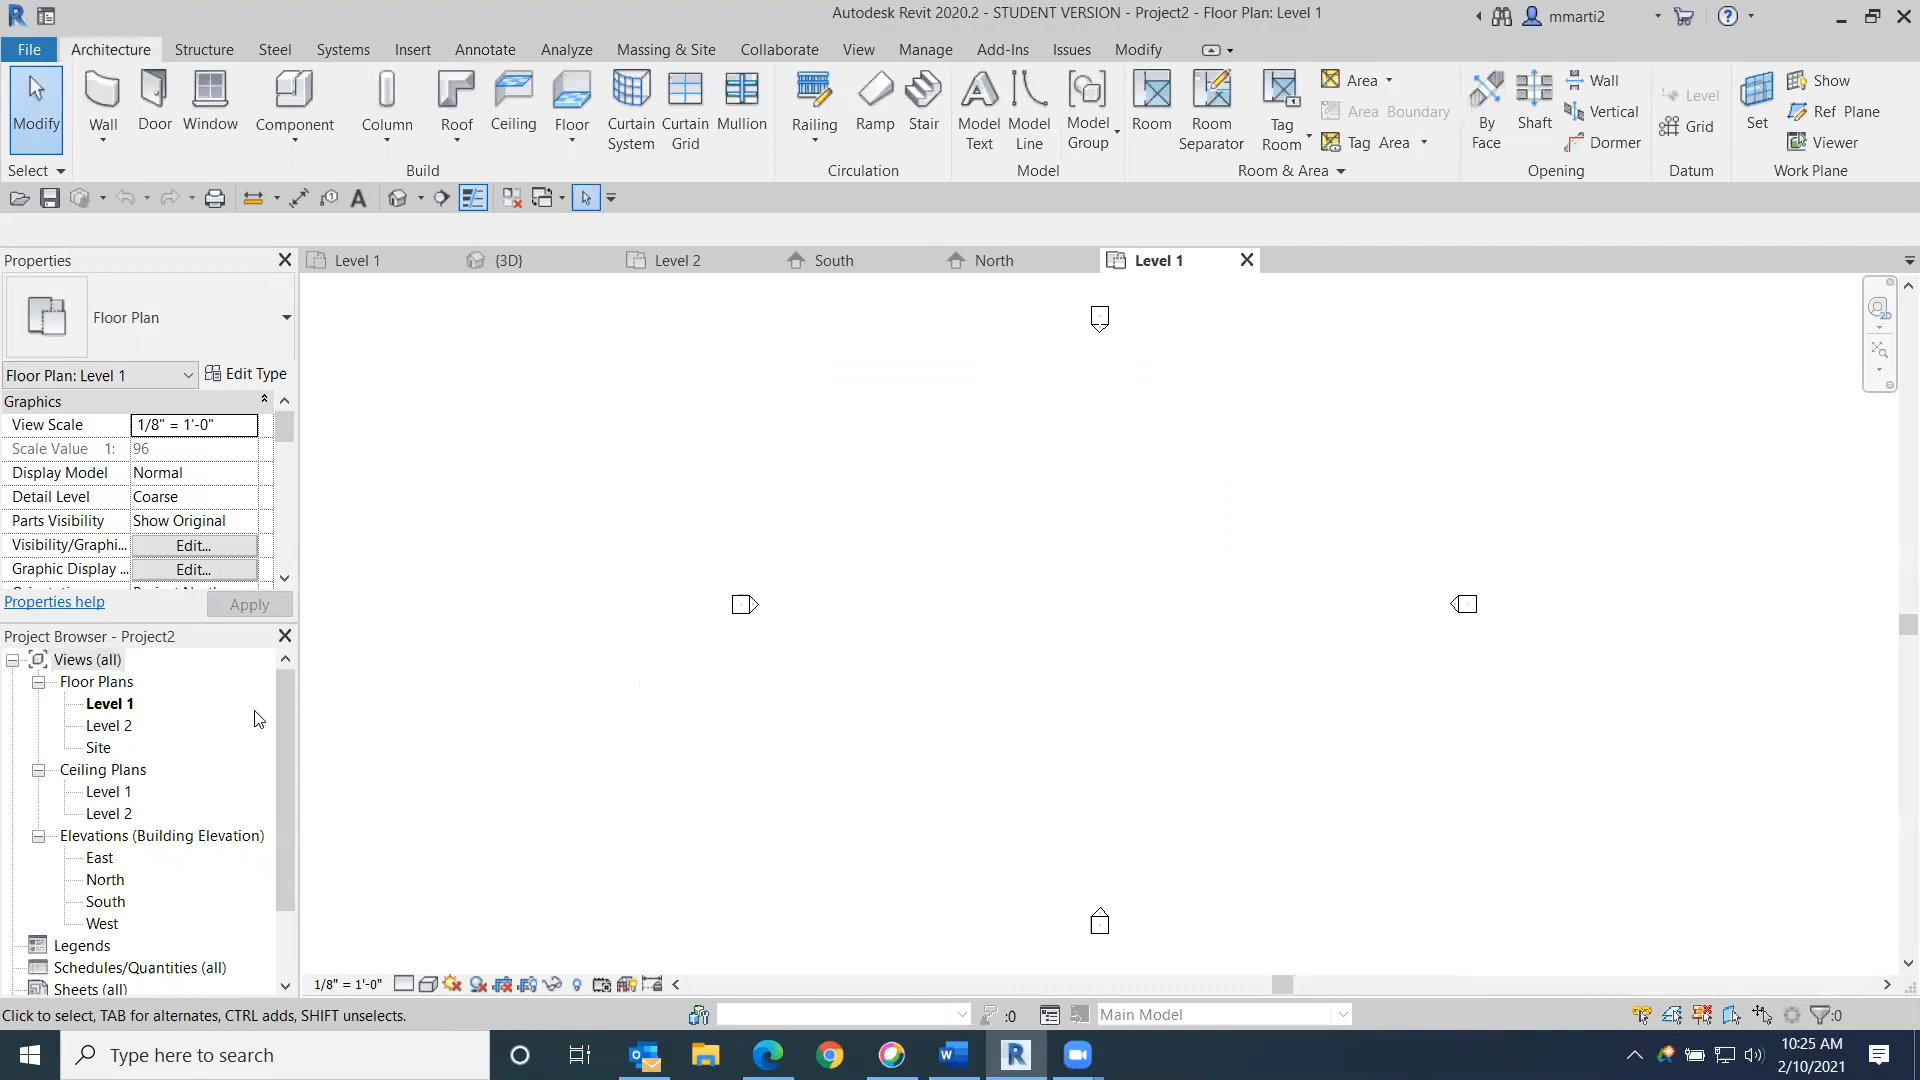 Autodesk Revit 2020.2 - STUDENT VERSION - Project2 - Floor Plan: Level 1
mmarti2
File Architecture Structure Steel Systems Insert Annotate Analyze Massing & Site Collaborate View Manage Add-Ins Issues Modify
Modify Wall Door Window Component Column Roof Ceiling Floor Curtain System Curtain Grid Mullion Railing Ramp Stair Model Text Model Line Model Group Room Room Separator Tag Room
Area
Area Boundary
Tag Area
By Face Shaft
Wall
Vertical
Dormer
Level
Grid
Set
Show
Ref Plane
Viewer
Select Build Circulation Model Room & Area Opening Datum Work Plane
Properties
Level 1 {3D} Level 2 South North Level 1
Floor Plan
Floor Plan: Level 1 Edit Type
Graphics
View Scale 1/8" = 1'-0"
Scale Value 1: 96
Display Model Normal
Detail Level Coarse
Parts Visibility Show Original
Visibility/Graphi... Edit...
Graphic Display ... Edit...
Properties help Apply
Project Browser - Project2
Views (all)
Floor Plans
Level 1
Level 2
Site
Ceiling Plans
Level 1
Level 2
Elevations (Building Elevation)
East
North
South
West
Legends
Schedules/Quantities (all)
Sheets (all)
1/8" = 1'-0"
Click to select, TAB for alternates, CTRL adds, SHIFT unselects. :0 Main Model :0
Type here to search
10:25 AM
2/10/2021